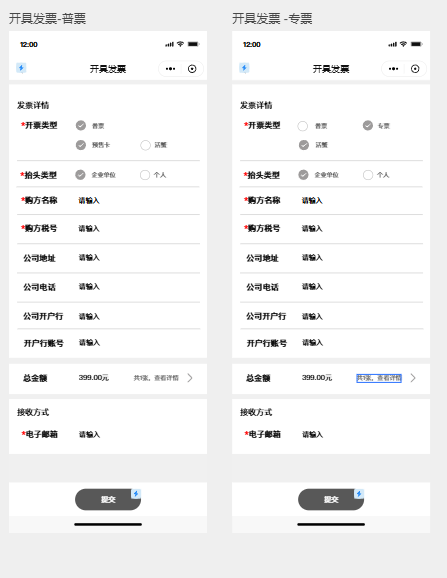 开具发票-普票
12:00
开具发票
发票详情
*开票类型 普票
预售卡 活蟹
*抬头类型 企业单位 个人
*购方名称 请输入
*购方税号 请输入
公司地址 请输入
公司电话 请输入
公司开户行 请输入
开户行账号 请输入
总金额 399.00元 共1张，查看详情
接收方式
*电子邮箱 请输入
提交
开具发票 -专票
12:00
开具发票
发票详情
*开票类型 普票 专票
活蟹
*抬头类型 企业单位 个人
*购方名称 请输入
*购方税号 请输入
公司地址 请输入
公司电话 请输入
公司开户行 请输入
开户行账号 请输入
总金额 399.00元 共1张，查看详情
接收方式
*电子邮箱 请输入
提交